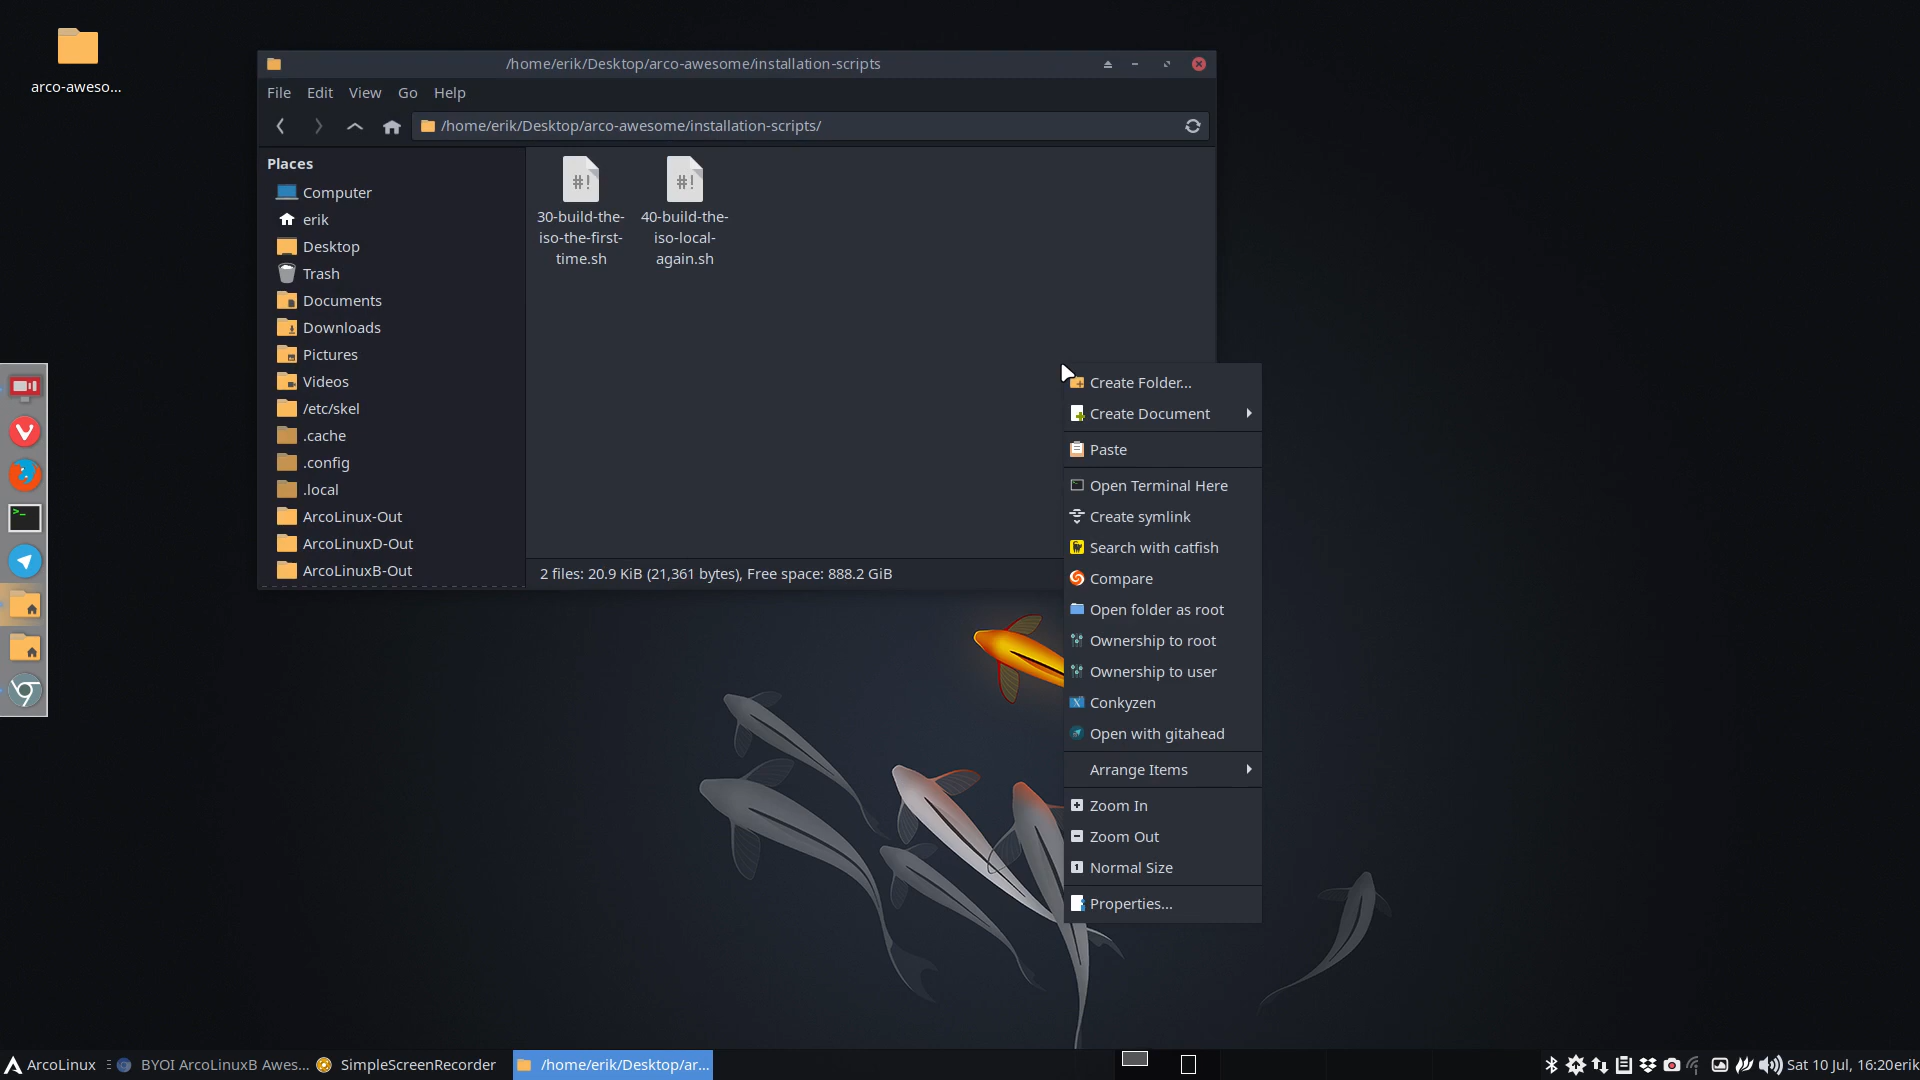 arco-aweso...
/home/erik/Desktop/arco-awesome/installation-scripts
File Edit View Go Help
/home/erik/Desktop/arco-awesome/installation-scripts/
Places
Computer
erik
Desktop
Trash
Documents
Downloads
Pictures
Videos
/etc/skel
.cache
.config
.local
ArcoLinux-Out
ArcoLinuxD-Out
ArcoLinuxB-Out
#!
30-build-the-
iso-the-first-
time.sh
#!
40-build-the-
iso-local-
again.sh
2 files: 20.9 KiB (21,361 bytes), Free space: 888.2 GiB
Create Folder...
Create Document
Paste
Open Terminal Here
Create symlink
Search with catfish
Compare
Open folder as root
Ownership to root
Ownership to user
Conkyzen
Open with gitahead
Arrange Items
Zoom In
Zoom Out
Normal Size
Properties...
ArcoLinux
BYOI ArcoLinuxB Awes...
SimpleScreenRecorder
/home/erik/Desktop/ar...
Sat 10 Jul, 16:20
erik